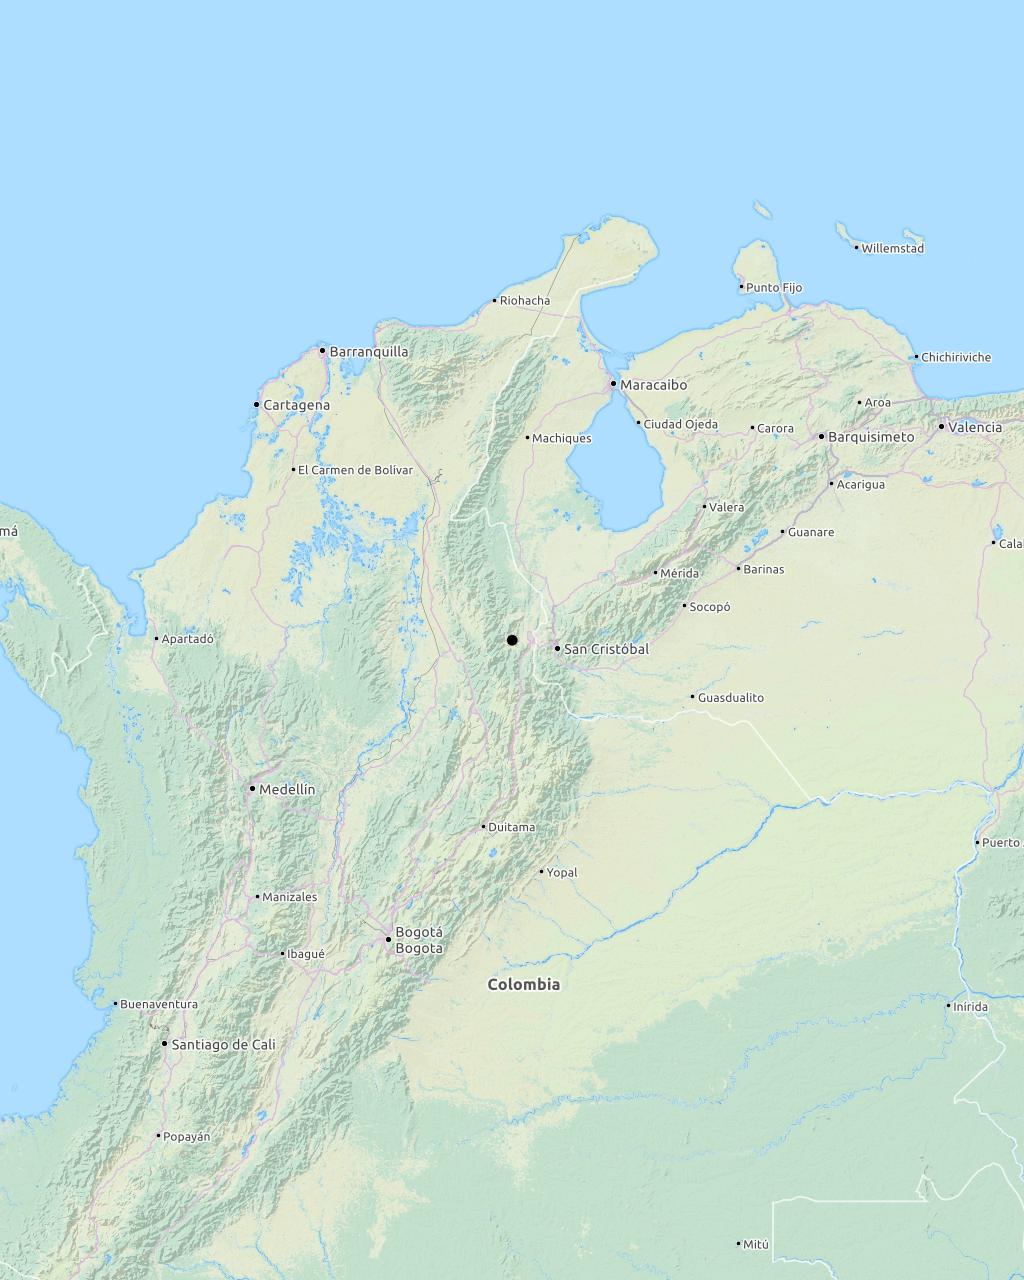 Willemstad
Punto Fijo
Riohacha
Barranquilla
Chichiriviche
Maracaibo
Cartagena
Aroa
Ciudad Ojeda
Carora
Valencia
Machiques
Barquisimeto
El Carmen de Bolívar
Acarigua
Valera
má
Guanare
Calab
Mérida
Barinas
Socopó
Apartadó
San Cristóbal
Guasdualito
Medellín
Duitama
Puerto
Yopal
Manizales
Bogotá
Bogota
Ibagué
Colombia
Buenaventura
Inírida
Santiago de Cali
Popayán
Mitú